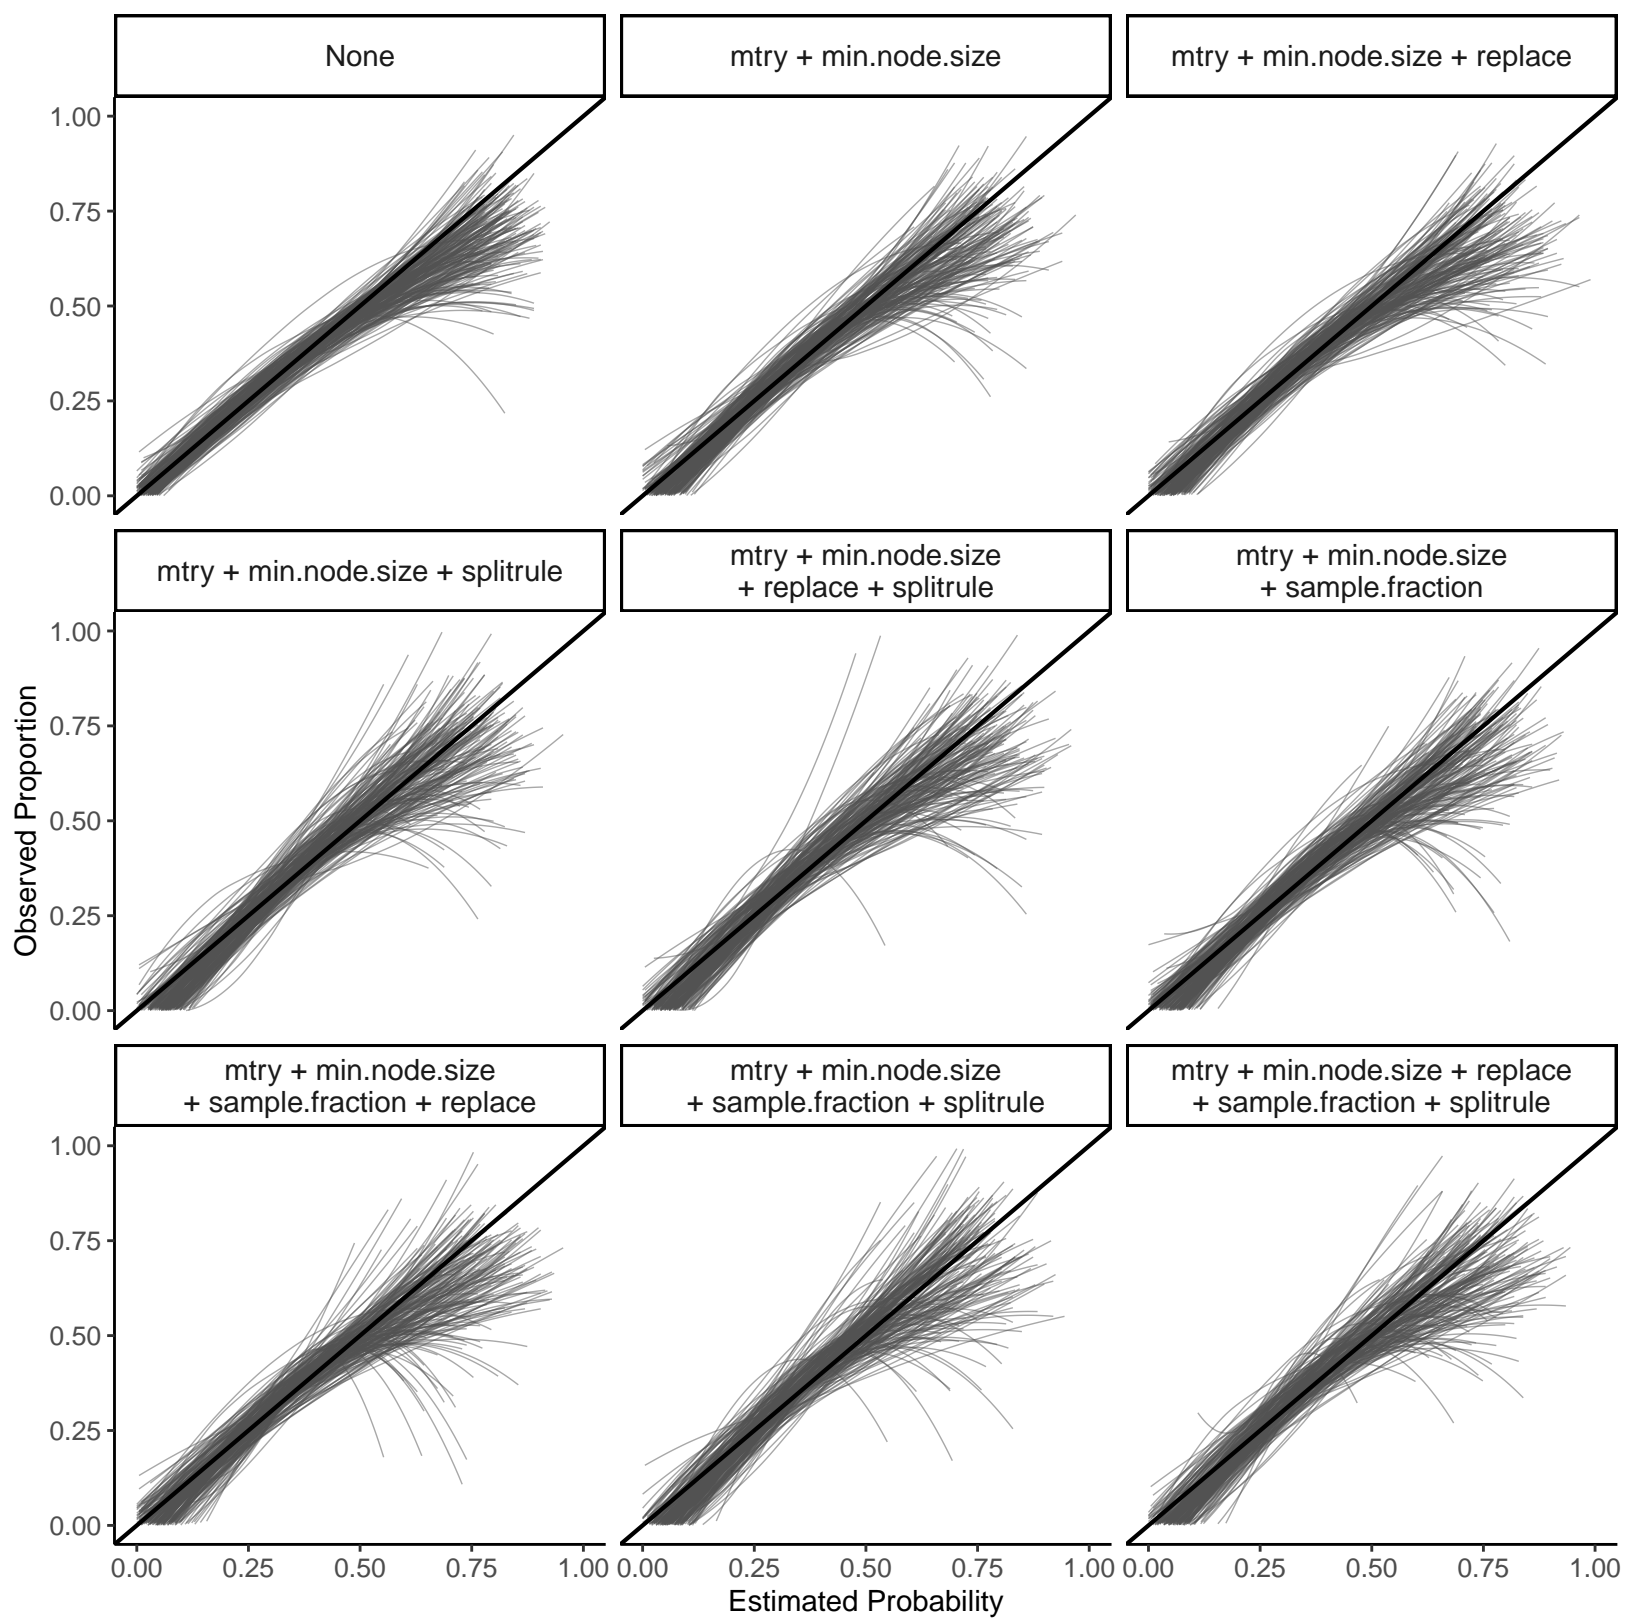 None
mtry + min.node.size
mtry + min.node.size + replace
1.00
0.75
0.50
0.25
0.00
mtry + min.node.size + splitrule
mtry + min.node.size
+ replace + splitrule
mtry + min.node.size
+ sample.fraction
1.00
0.75
0.50
0.25
0.00
Observed Proportion
mtry + min.node.size
+ sample.fraction + replace
mtry + min.node.size
+ sample.fraction + splitrule
mtry + min.node.size + replace
+ sample.fraction + splitrule
1.00
0.75
0.50
0.25
0.00
0.00 0.25 0.50 0.75 1.00
0.00 0.25 0.50 0.75 1.00
0.00 0.25 0.50 0.75 1.00
Estimated Probability